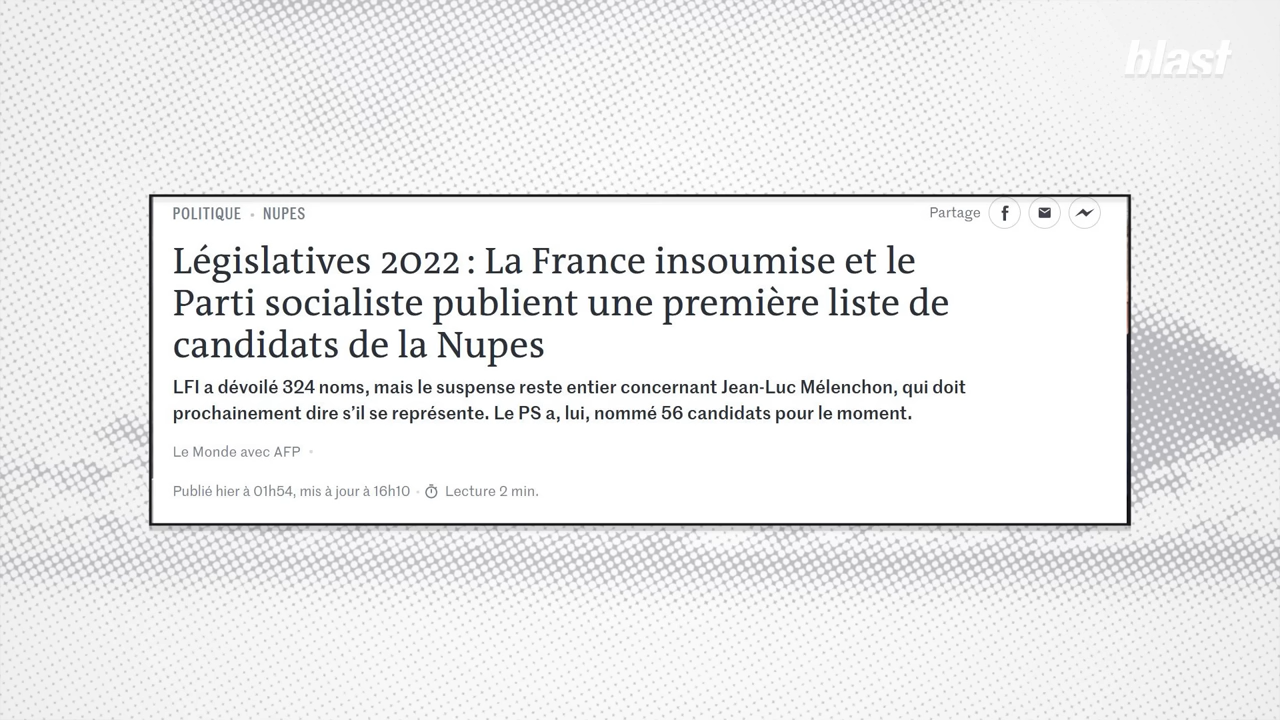 blast
POLITIQUE • NUPES
Partage
Législatives 2022 : La France insoumise et le
Parti socialiste publient une première liste de
candidats de la Nupes
LFI a dévoilé 324 noms, mais le suspense reste entier concernant Jean-Luc Mélenchon, qui doit
prochainement dire s’il se représente. Le PS a, lui, nommé 56 candidats pour le moment.
Le Monde avec AFP •
Publié hier à 01h54, mis à jour à 16h10 · Lecture 2 min.